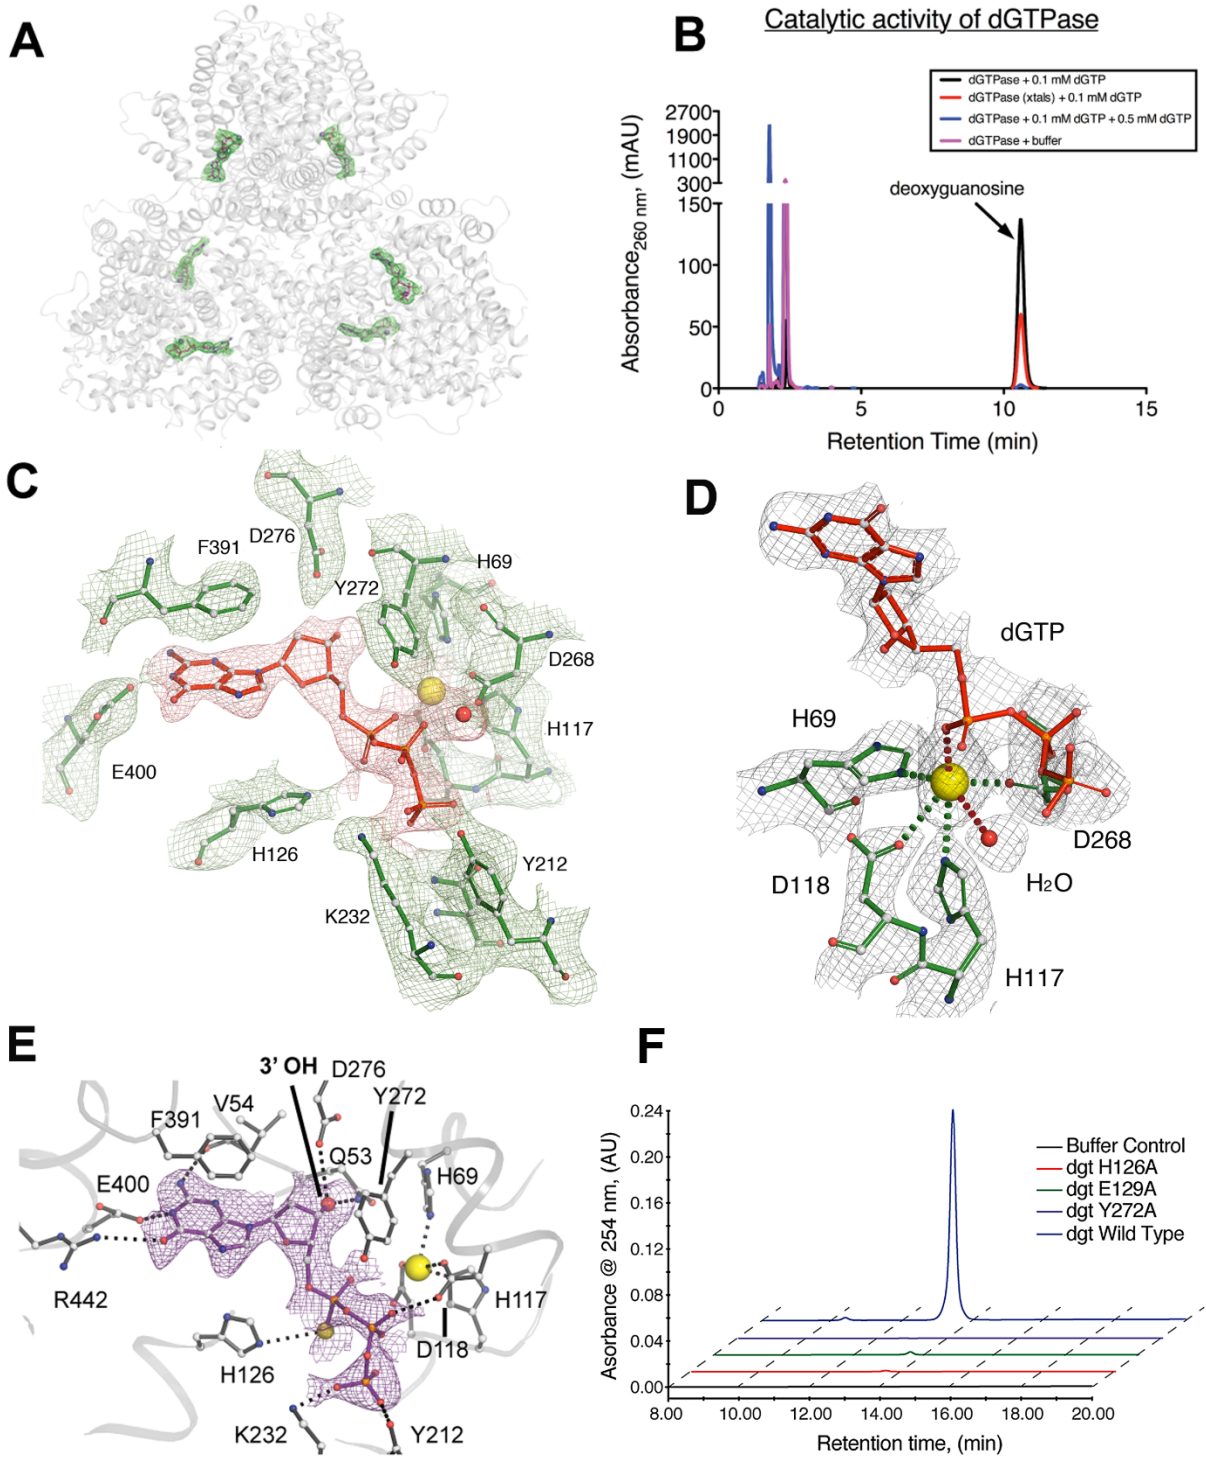 A
B
Catalytic activity of dGTPase
dGTPase + 0.1 mM dGTP
dGTPase (xtals) + 0.1 mM dGTP
dGTPase + 0.1 mM dGTP + 0.5 mM dGTP
dGTPase + buffer
deoxyguanosine
Absorbance260 nm, (mAU)
2700
1900
1100
300
150
100
50
0
0
5
10
15
Retention Time (min)
C
D276
F391
Y272
H69
D268
H117
E400
H126
Y212
K232
D
dGTP
H69
D268
D118
H2O
H117
E
3’ OH
D276
Y272
V54
F391
Q53
H69
E400
R442
H117
D118
H126
K232
Y212
F
Asorbance @ 254 nm, (AU)
0.24
0.20
0.16
0.12
0.08
0.04
0.00
Buffer Control
dgt H126A
dgt E129A
dgt Y272A
dgt Wild Type
8.00
10.00
12.00
14.00
16.00
18.00
20.00
Retention time, (min)